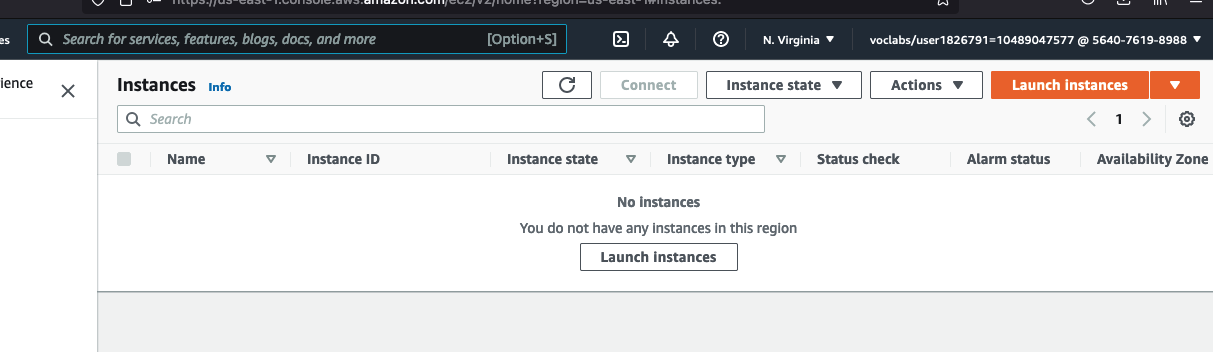 https://us-east-1.console.aws.amazon.com/ec2/v2/home?region=us-east-1#Instances:
es Search for services, features, blogs, docs, and more [Option+S] N. Virginia ▼ voclabs/user1826791=10489047577 @ 5640-7619-8988 ▼
ience
Instances Info Connect Instance state ▼ Actions ▼ Launch instances ▼
Search 1
Name Instance ID Instance state Instance type Status check Alarm status Availability Zone
No instances
You do not have any instances in this region
Launch instances